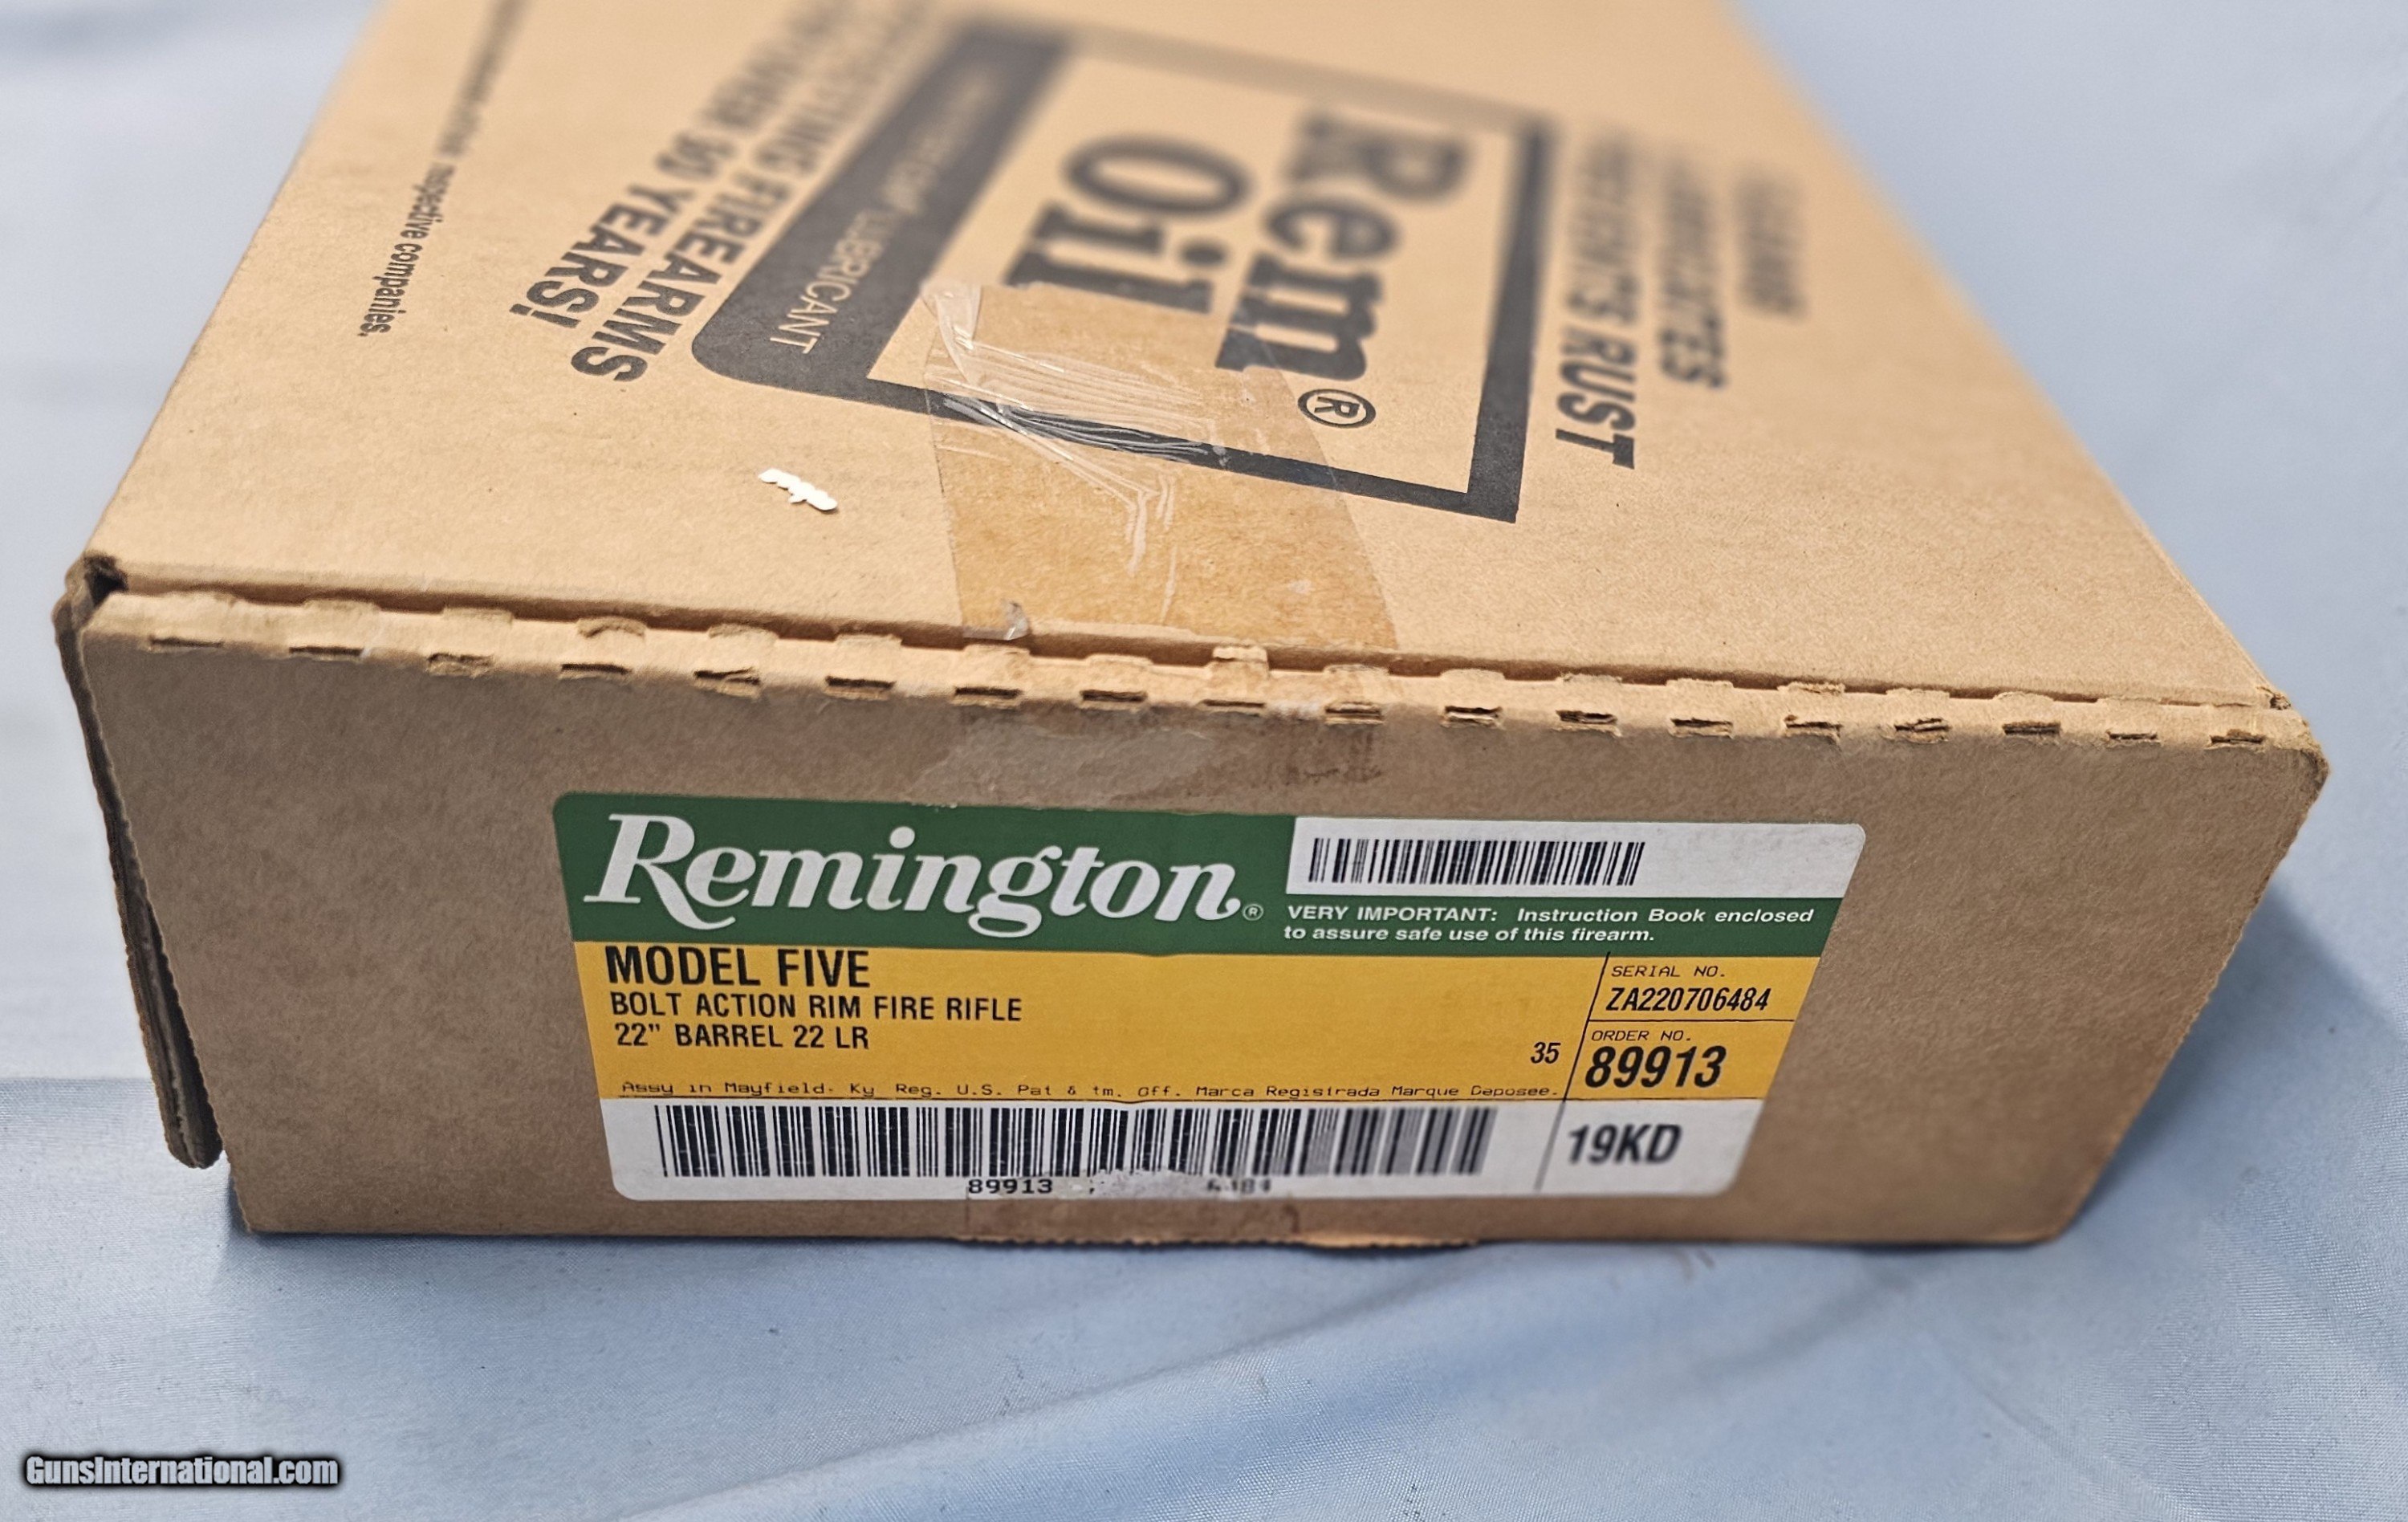 respective companies.
FIREARMS
OVER 30 YEARS!
LUBRICANT
Rem
Oil
®
LUBRICATES
PREVENTS RUST
Remington®
VERY IMPORTANT: Instruction Book enclosed
to assure safe use of this firearm.
MODEL FIVE
BOLT ACTION RIM FIRE RIFLE
22" BARREL 22 LR
35
SERIAL NO.
ZA220706484
ORDER NO.
89913
Assy in Mayfield. Ky Reg. U.S. Pat & tm. Off. Marca Registrada Marque Deposee.
19KD
89913
GunsInternational.com